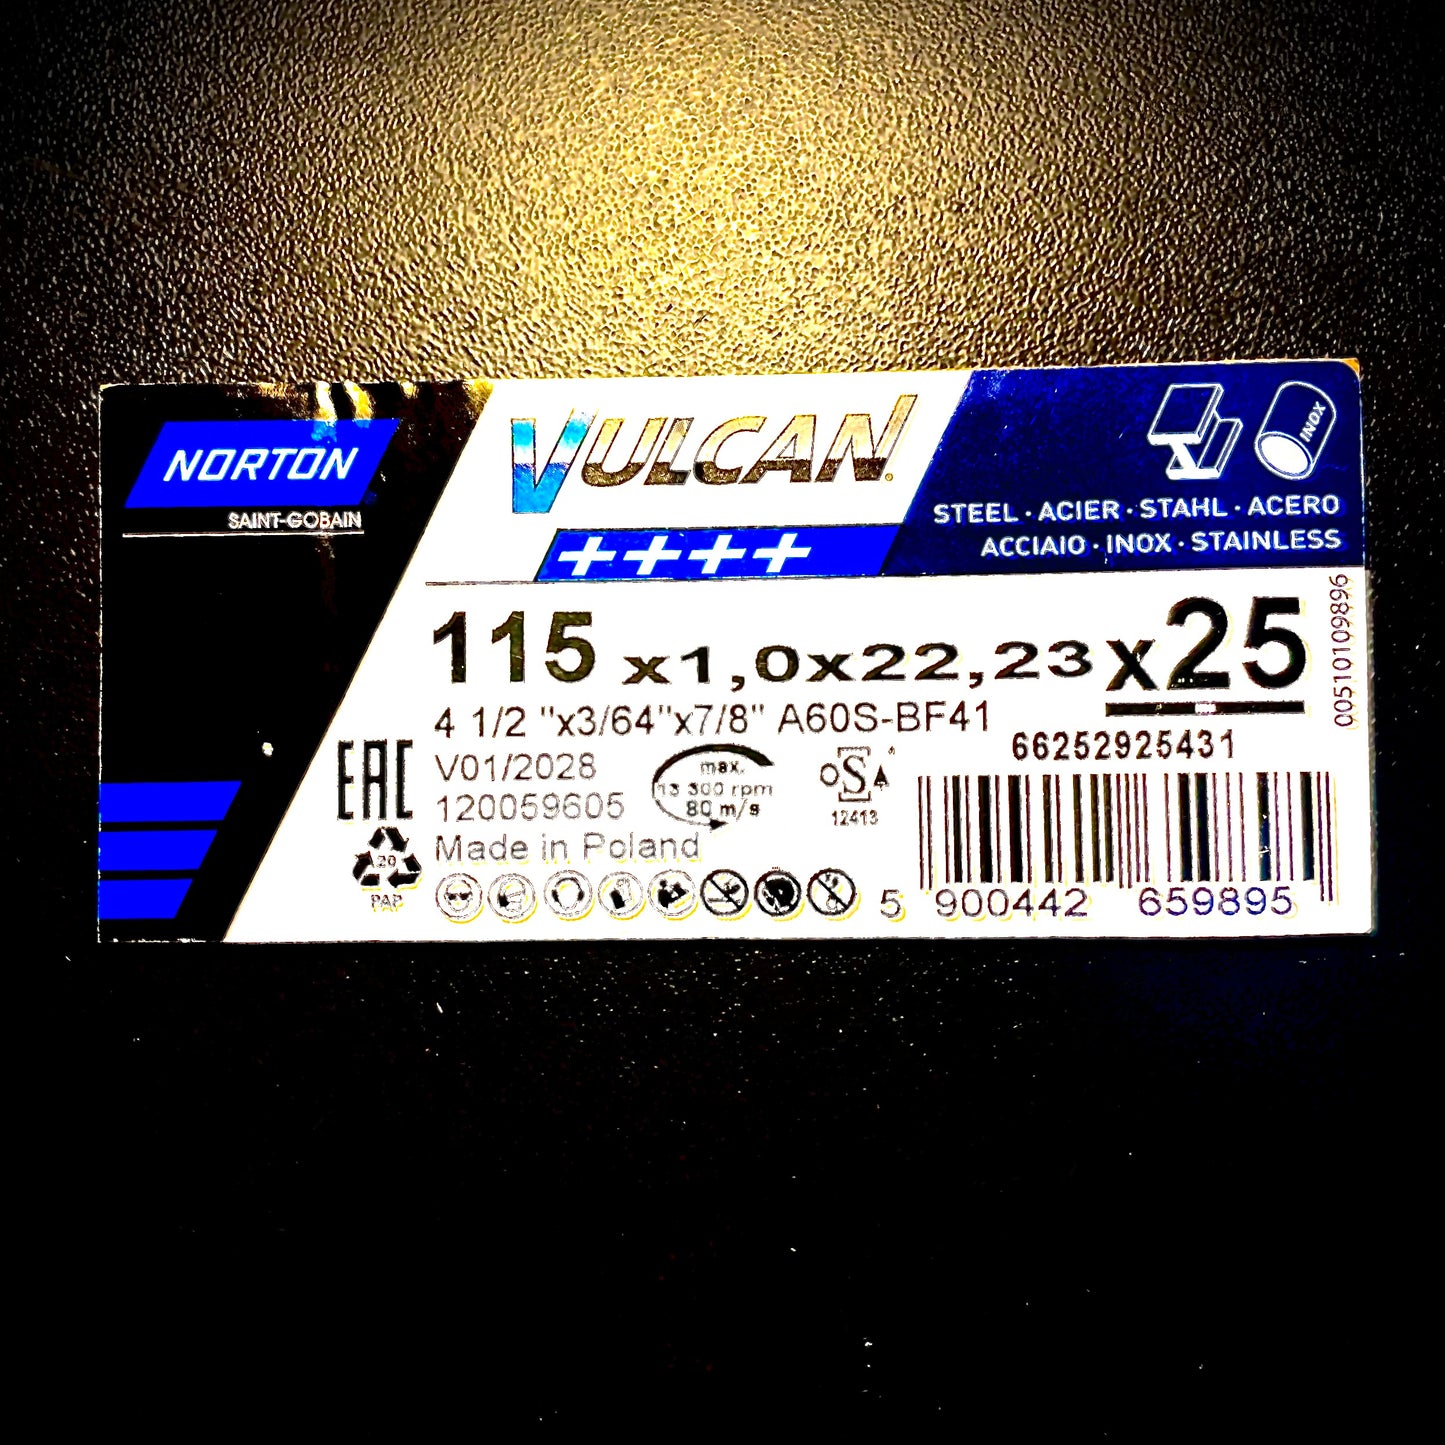 NORTON
SAINT-GOBAIN
VULCAN
++++
INOX
STEEL · ACIER · STAHL · ACERO
ACCIAIO · INOX · STAINLESS
115 x1,0x22,23 x25
4 1/2 "x3/64"x7/8" A60S-BF41
66252925431
00510109896
EAC
V01/2028
120059605
Made in Poland
max.
13 300 rpm
80 m/s
oSA
12413
20
PAP
5 900442 659895